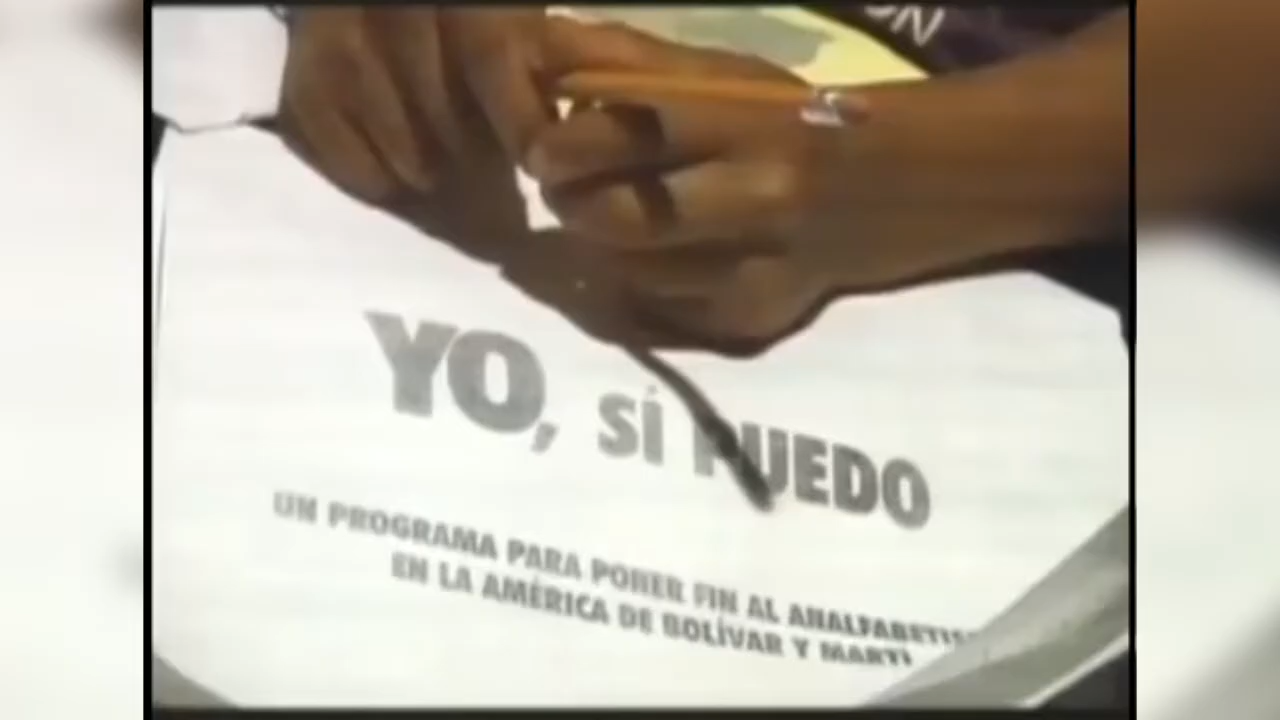 YO, SÍ PUEDO
UN PROGRAMA PARA PONER FIN AL
EN LA AMÉRICA DE BOLÍVAR Y MARTÍ